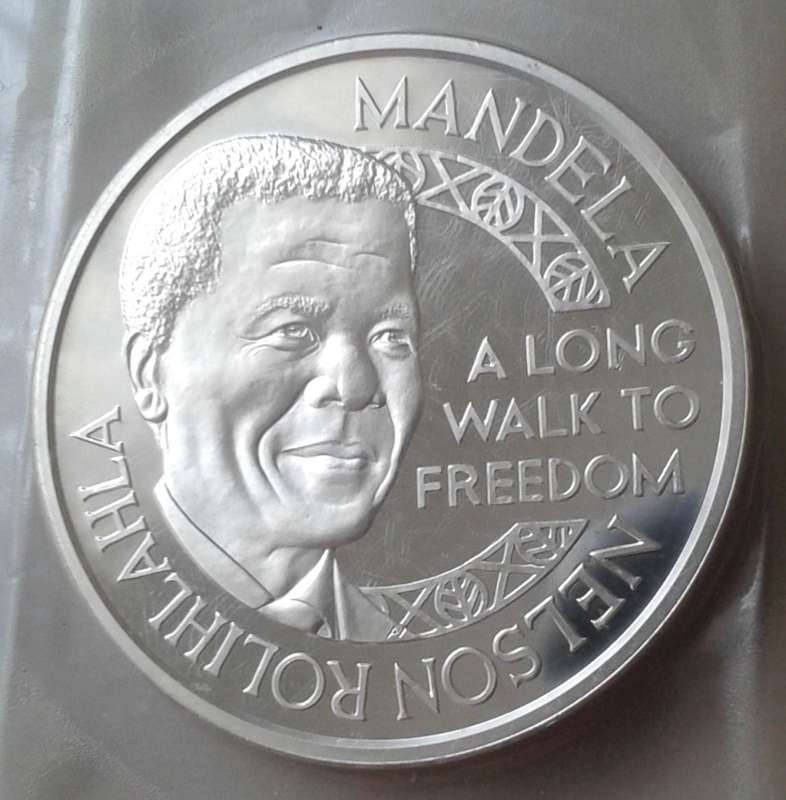 MANDELA
A LONG
WALK TO
FREEDOM
NELSON ROLIHLAHLA